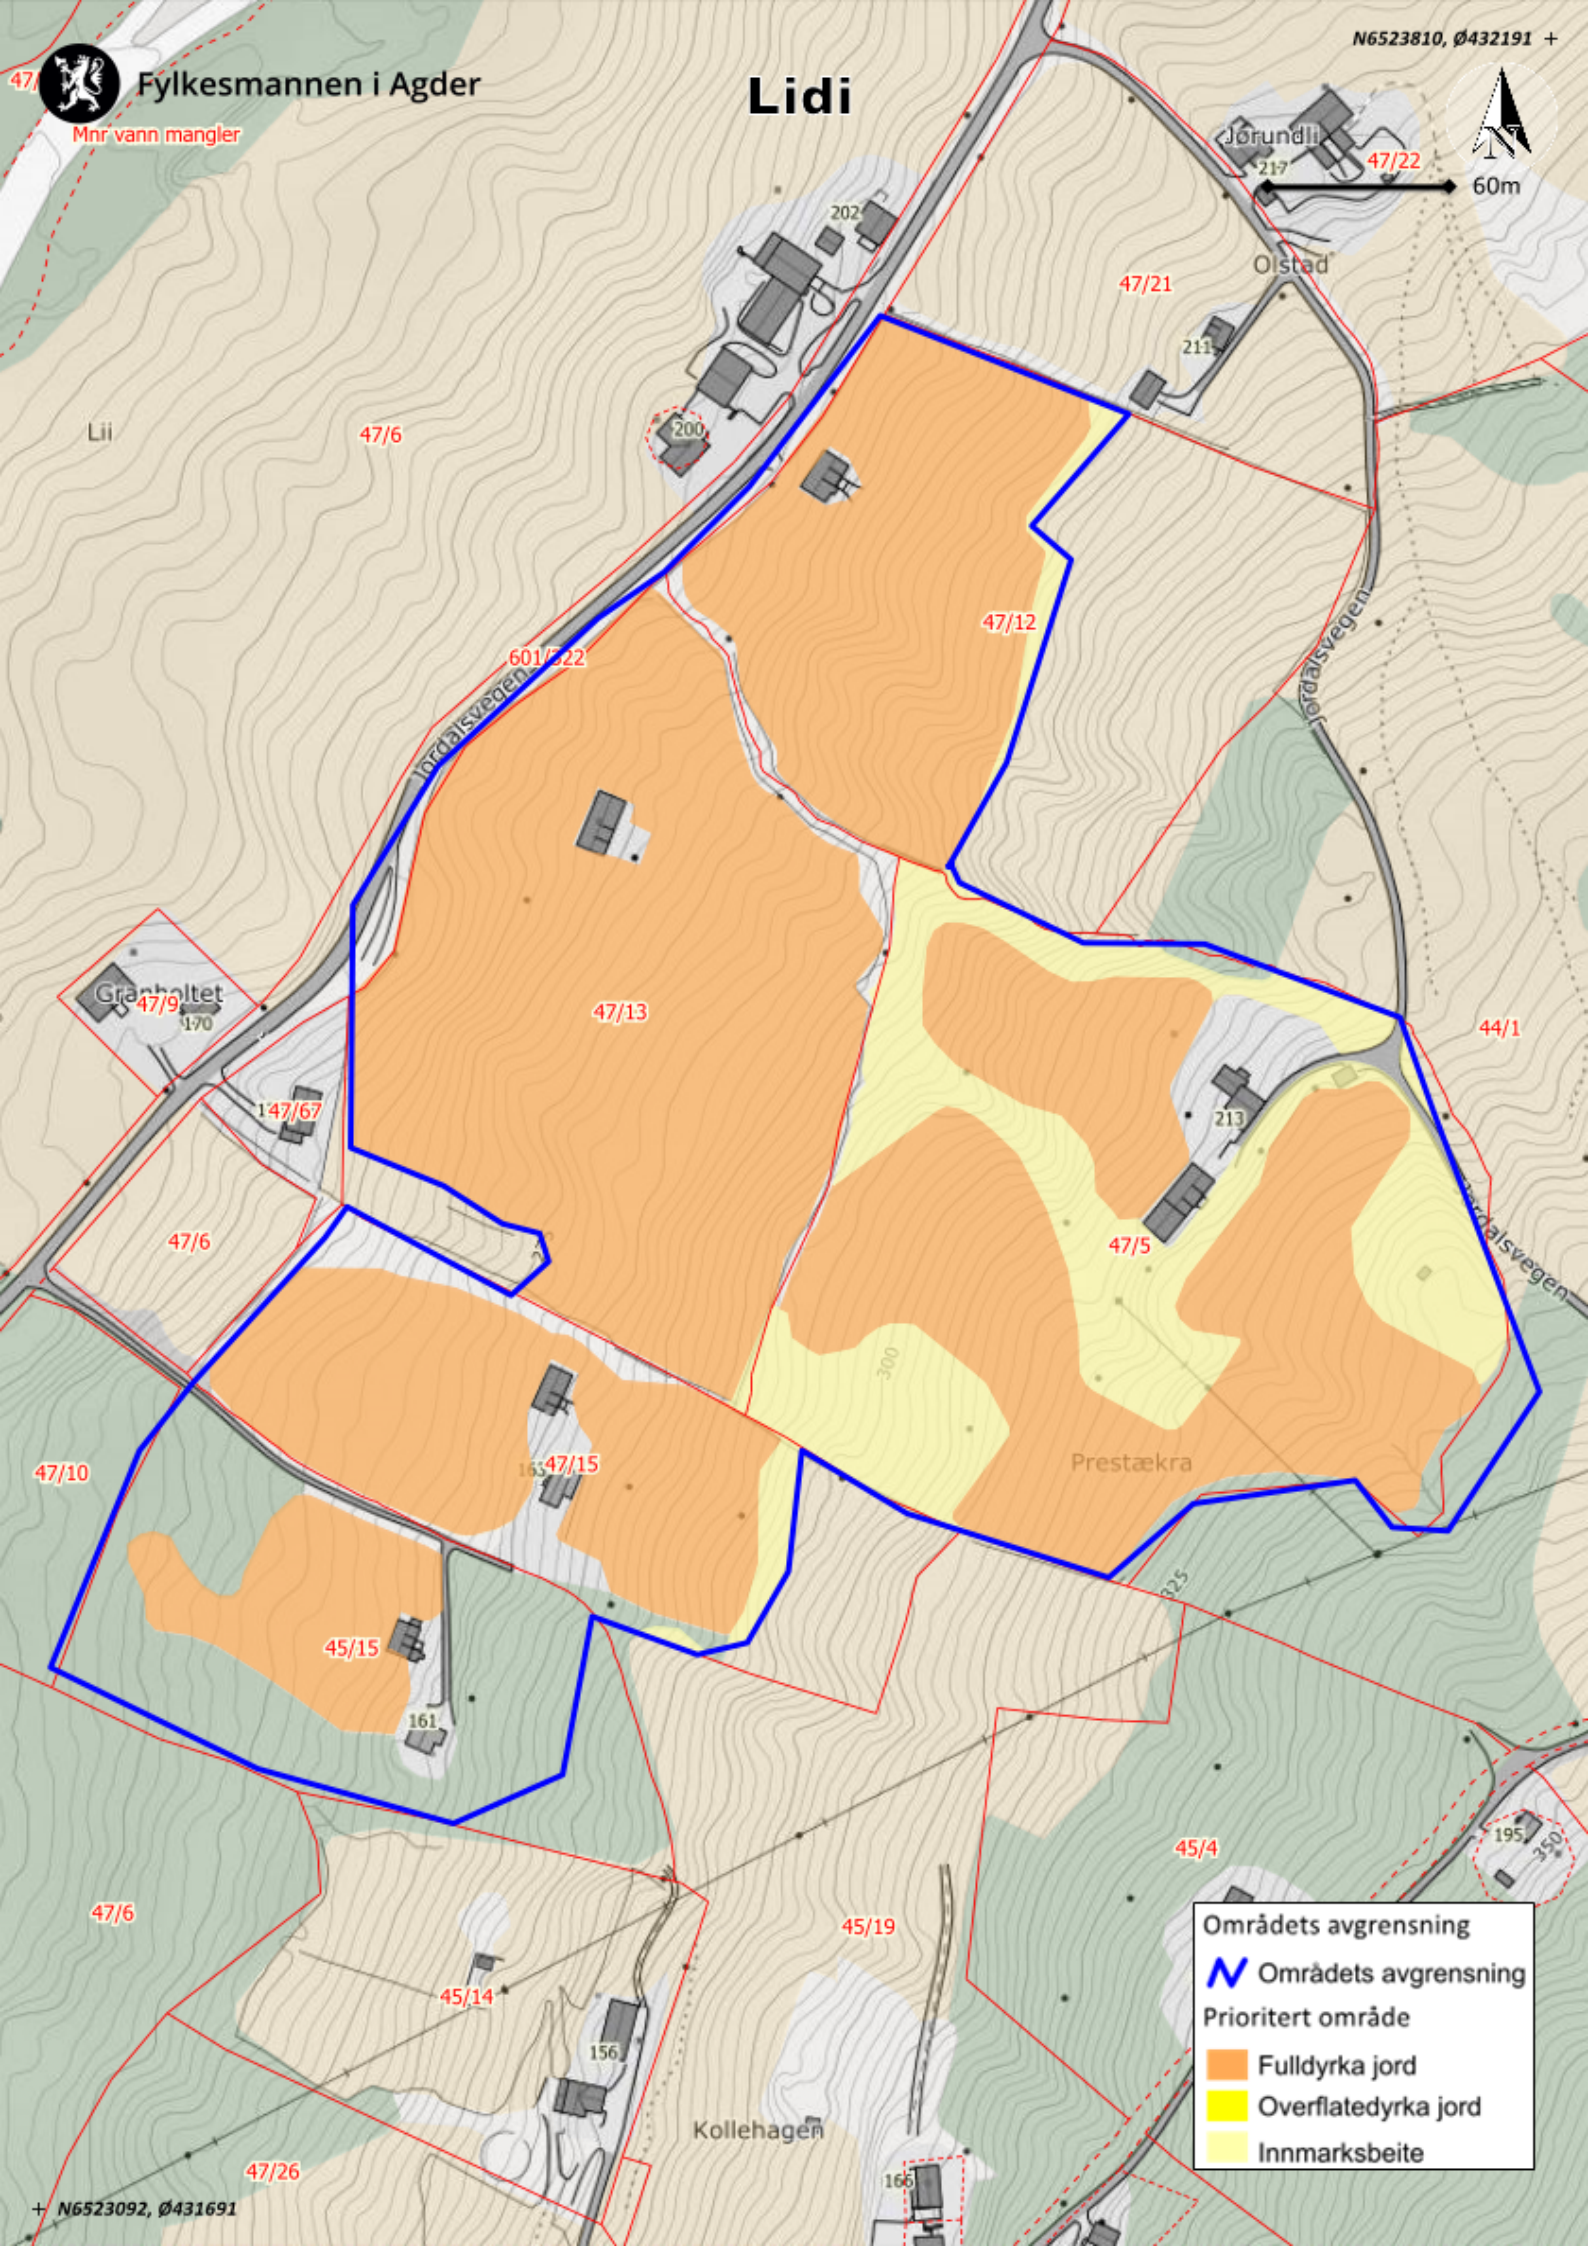 N6523810, Ø432191
Fylkesmannen i Agder
Lidi
47/
Mnr vann mangler
Jørundli
217
47/22
60m
202
Olstad
47/21
211
200
Lii
47/6
47/12
601/322
Jordalsvegen
Jordalsvegen
Granholtet
47/9
170
47/13
44/1
47/67
213
47/5
47/6
275
Jordalsvegen
300
47/10
47/15
Prestækra
325
45/15
161
45/4
195
350
47/6
45/19
Områdets avgrensning
Områdets avgrensning
Prioritert område
Fulldyrka jord
Overflatedyrka jord
Innmarksbeite
45/14
156
Kollehagen
47/26
166
N6523092, Ø431691